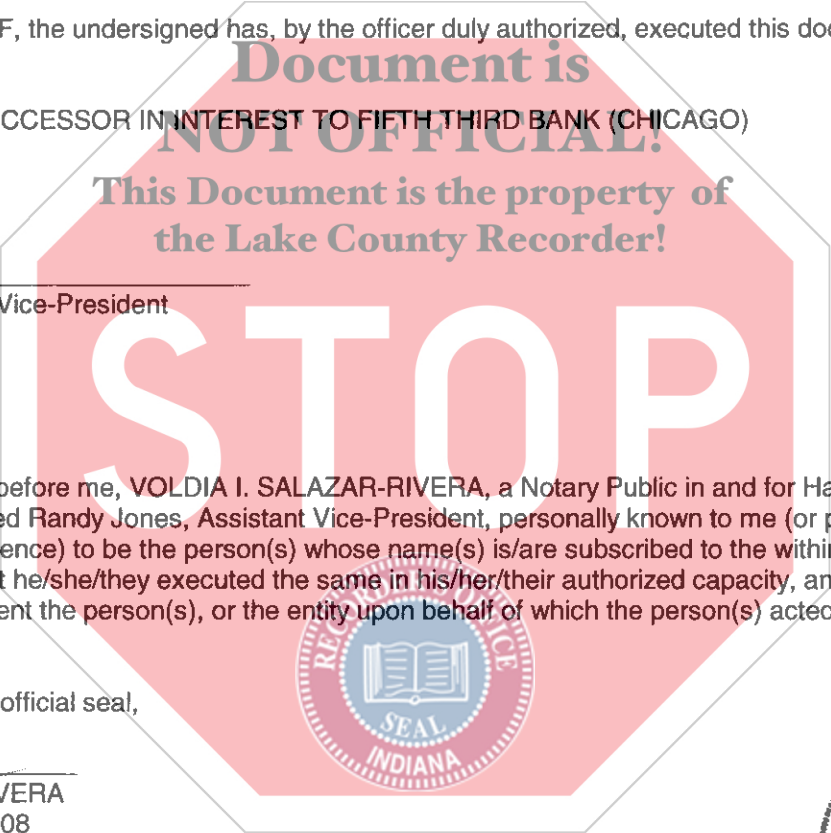 F, the undersigned has, by the officer duly authorized, executed this doc
Document is
CCESSOR IN INTEREST TO FIFTH THIRD BANK (CHICAGO)
NOT OFFICIAL!
This Document is the property of
the Lake County Recorder!
Vice-President
STOP
before me, VOLDIA I. SALAZAR-RIVERA, a Notary Public in and for Ha
ed Randy Jones, Assistant Vice-President, personally known to me (or p
ence) to be the person(s) whose name(s) is/are subscribed to the within
t he/she/they executed the same in his/her/their authorized capacity, an
ent the person(s), or the entity upon behalf of which the person(s) acted
RECORDER'S OFFICE
SEAL
INDIANA
official seal,
VERA
08